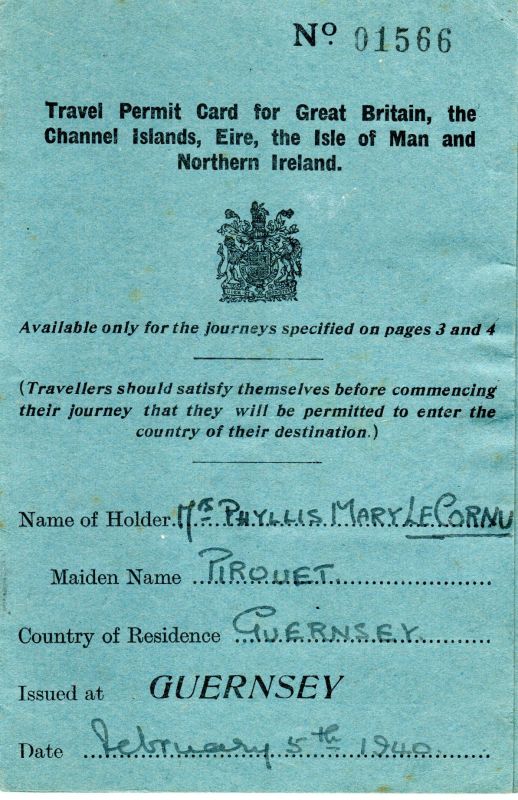 Nº 01566
Travel Permit Card for Great Britain, the
Channel Islands, Eire, the Isle of Man and
Northern Ireland.
Available only for the journeys specified on pages 3 and 4
(Travellers should satisfy themselves before commencing
their journey that they will be permitted to enter the
country of their destination.)
Name of Holder Mrs PHYLLIS MARY LE CORNU
Maiden Name PIROUET.
Country of Residence GUERNSEY.
Issued at GUERNSEY
Date February 5th 1940.